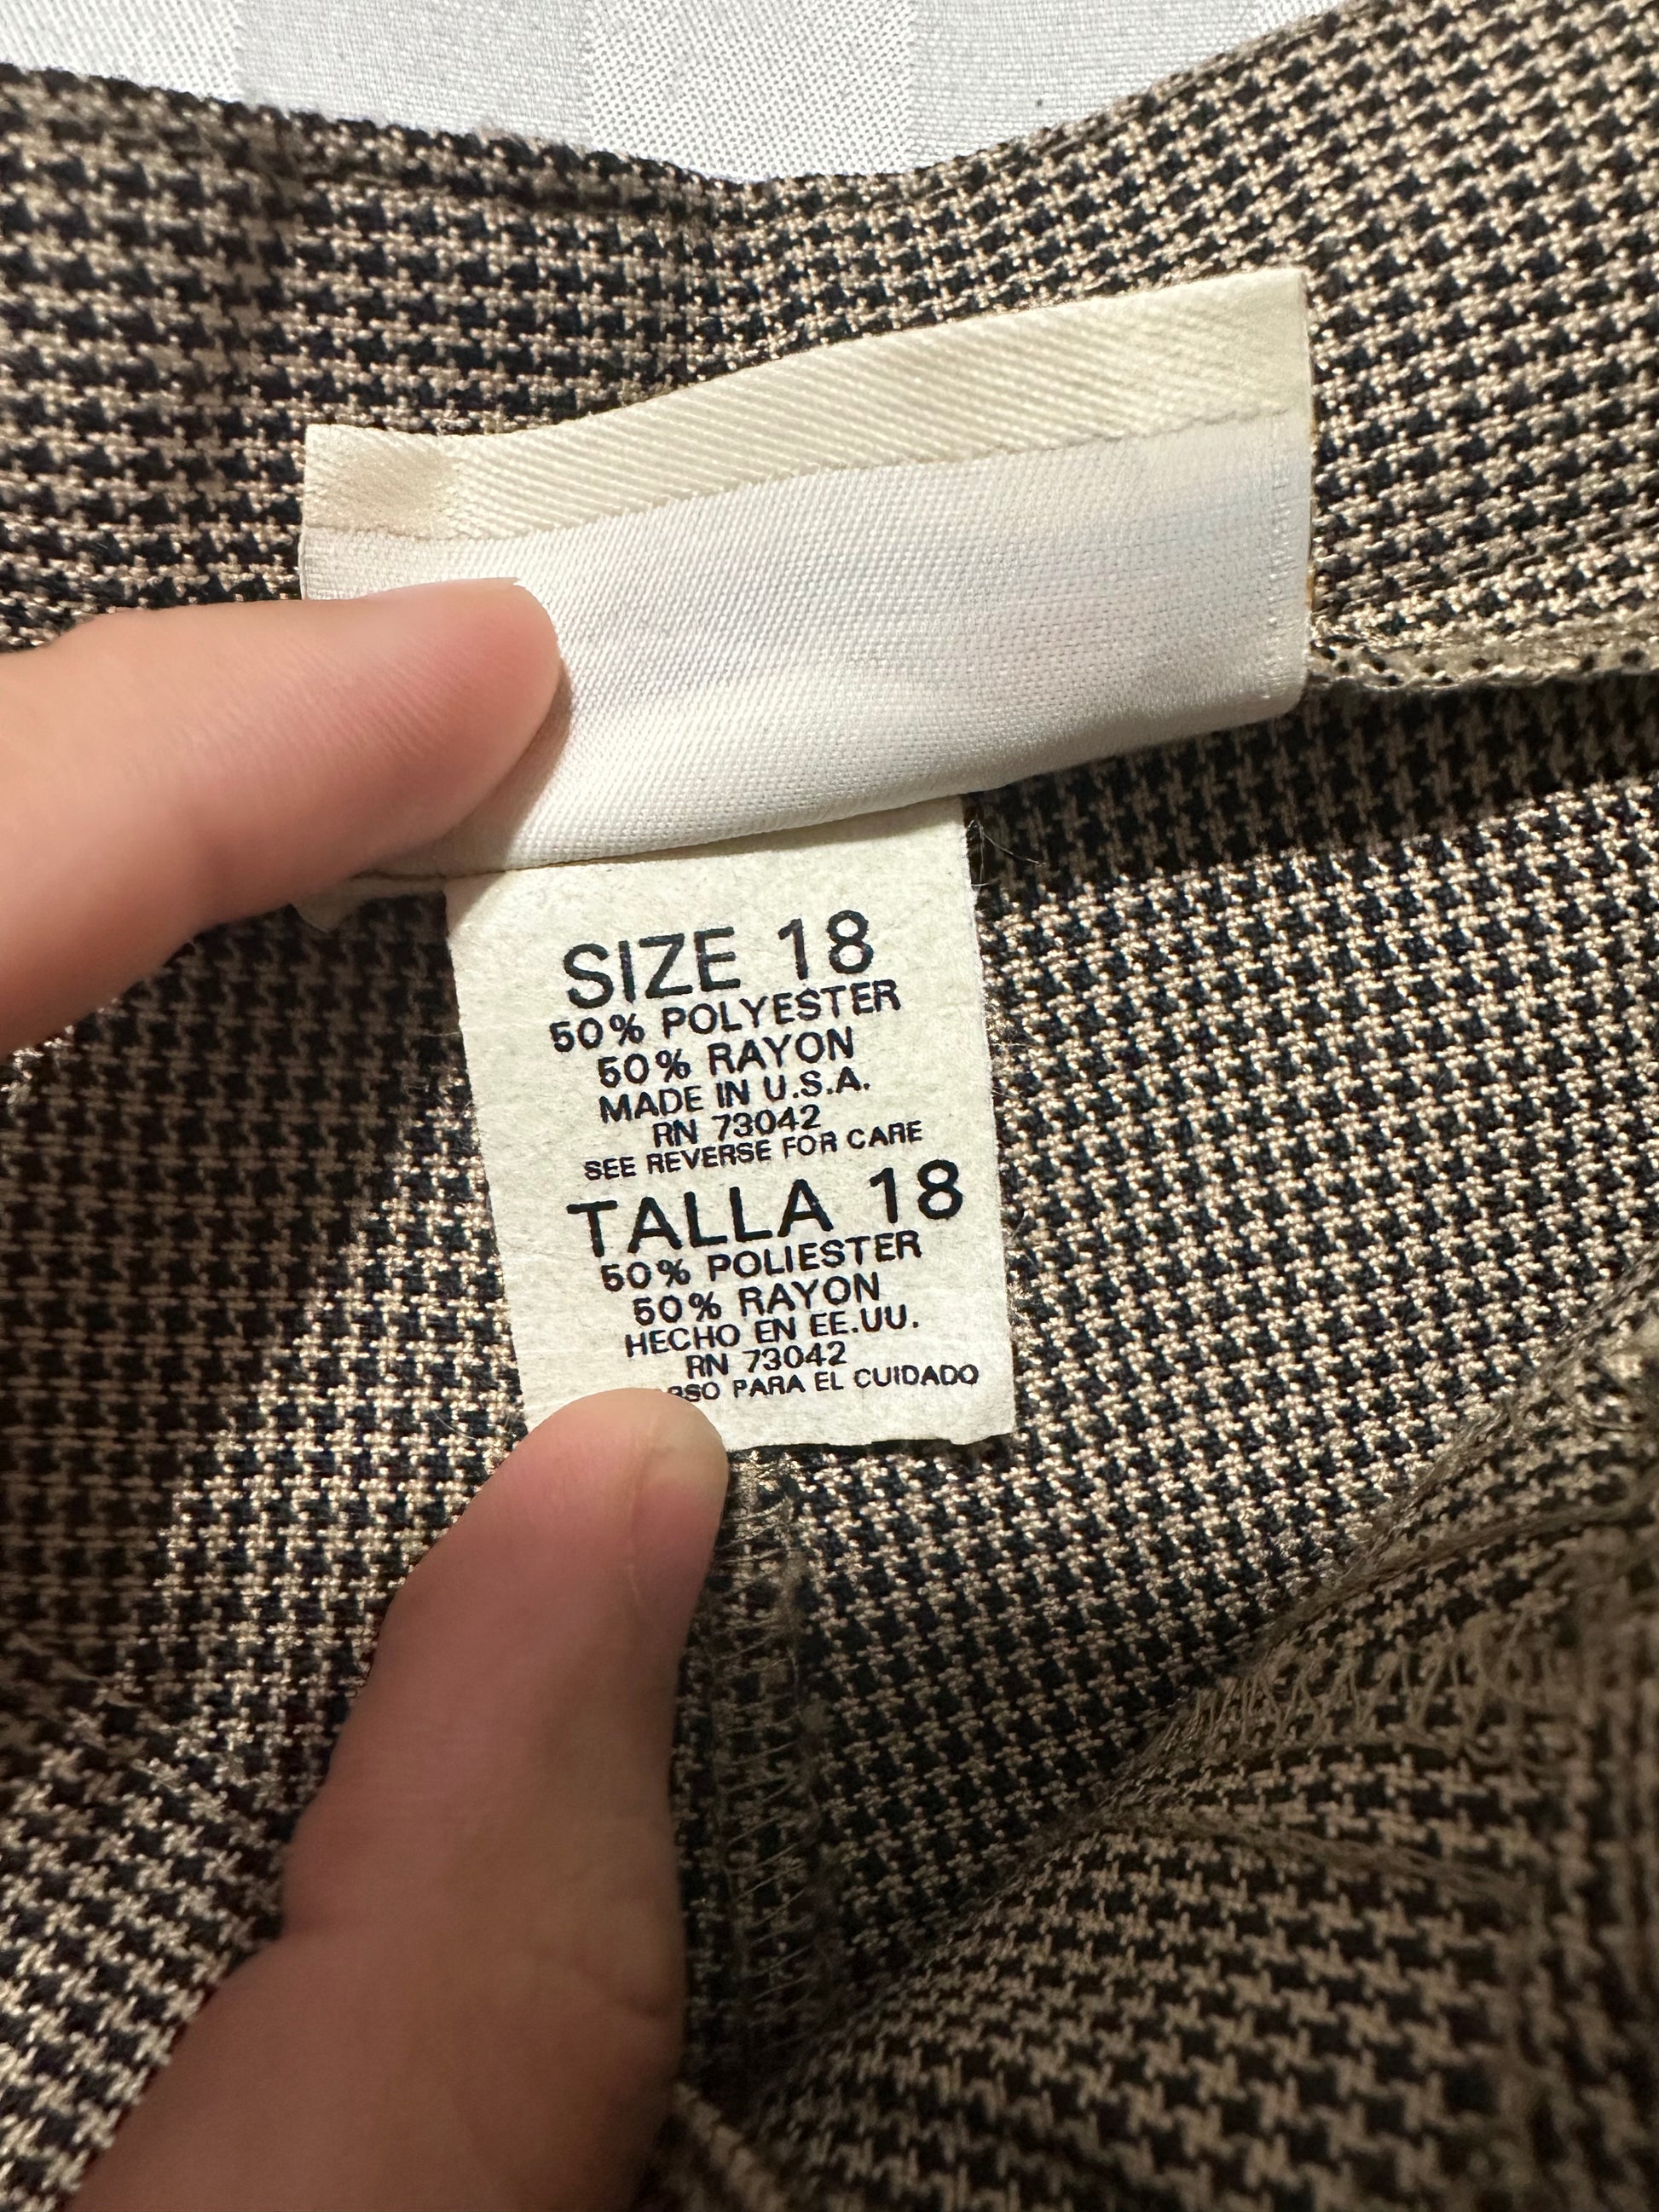 SIZE 18
50% POLYESTER
50% RAYON
MADE IN U.S.A.
RN 73042
SEE REVERSE FOR CARE
TALLA 18
50% POLIESTER
50% RAYON
HECHO EN EE.UU.
RN 73042
PARA EL CUIDADO